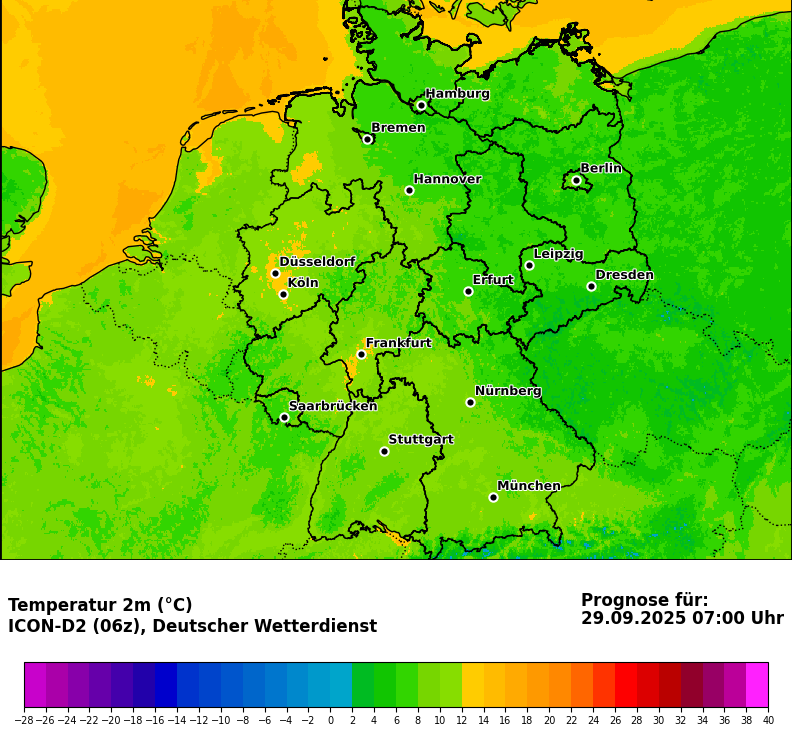 Hamburg
Bremen
Berlin
Hannover
Leipzig
Düsseldorf
Dresden
Köln
Erfurt
Frankfurt
Nürnberg
Saarbrücken
Stuttgart
München
Temperatur 2m (°C)
ICON-D2 (06z), Deutscher Wetterdienst
Prognose für:
29.09.2025 07:00 Uhr
−28 −26 −24 −22 −20 −18 −16 −14 −12 −10 −8 −6 −4 −2 0 2 4 6 8 10 12 14 16 18 20 22 24 26 28 30 32 34 36 38 40